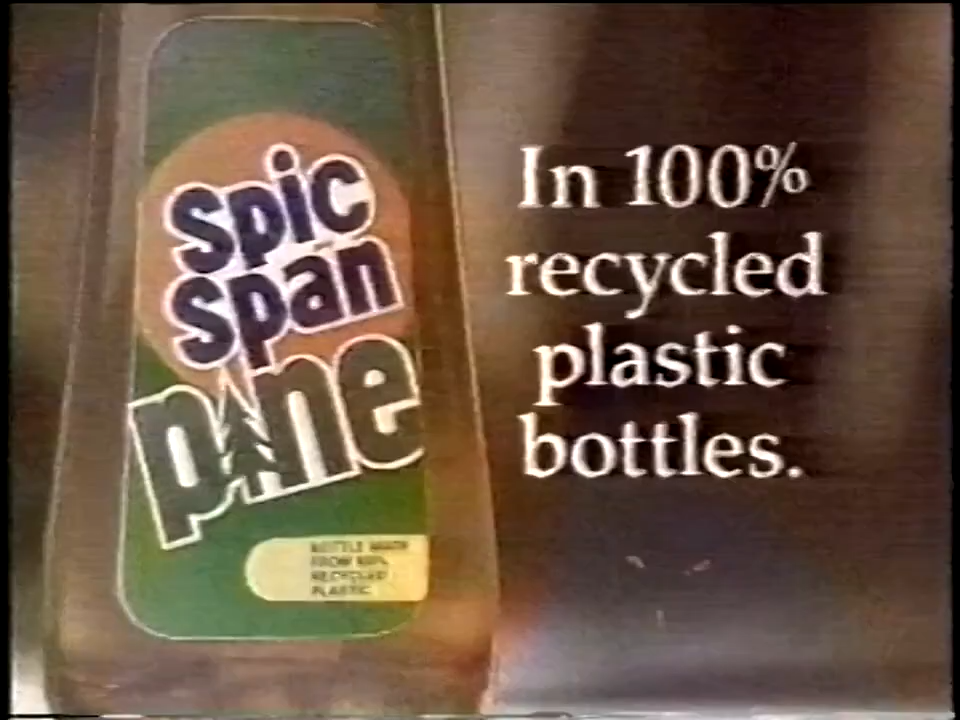 spic
span
pine
BOTTLE MADE
FROM 100%
RECYCLED
PLASTIC
In 100%
recycled
plastic
bottles.